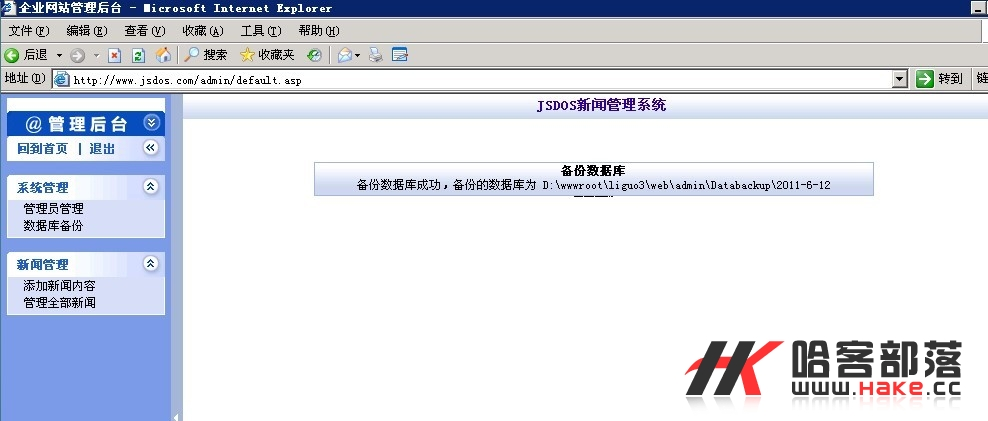 企业网站管理后台 - Microsoft Internet Explorer
文件(F) 编辑(E) 查看(V) 收藏(A) 工具(T) 帮助(H)
后退 搜索 收藏夹
地址(D) http://www.jsdos.com/admin/default.asp 转到 链
@管理后台
回到首页 | 退出
系统管理
管理员管理
数据库备份
新闻管理
添加新闻内容
管理全部新闻
JSDOS新闻管理系统
备份数据库
备份数据库成功，备份的数据库为 D:\wwwroot\liguo3\web\admin\Databackup\2011-6-12
HK 哈客部落
www.Hake.cc